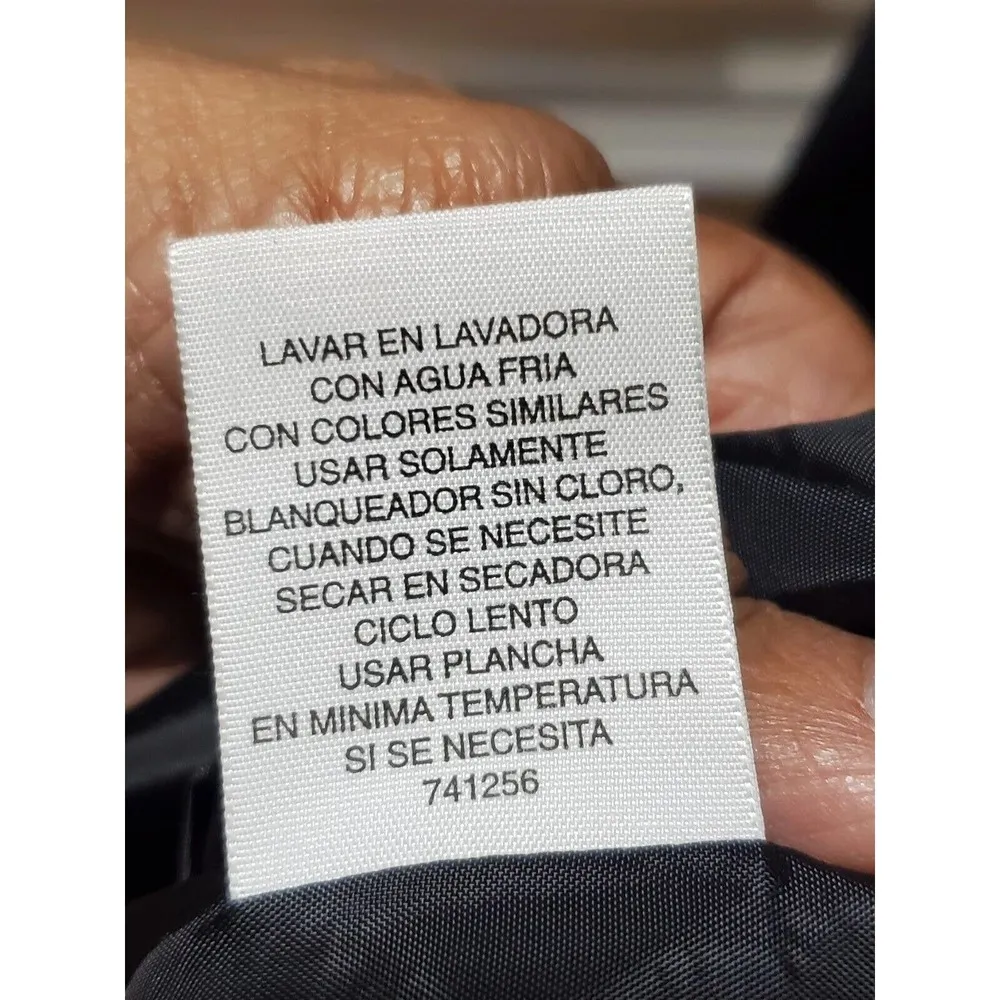 LAVAR EN LAVADORA
CON AGUA FRIA
CON COLORES SIMILARES
USAR SOLAMENTE
BLANQUEADOR SIN CLORO,
CUANDO SE NECESITE
SECAR EN SECADORA
CICLO LENTO
USAR PLANCHA
EN MINIMA TEMPERATURA
SI SE NECESITA
741256